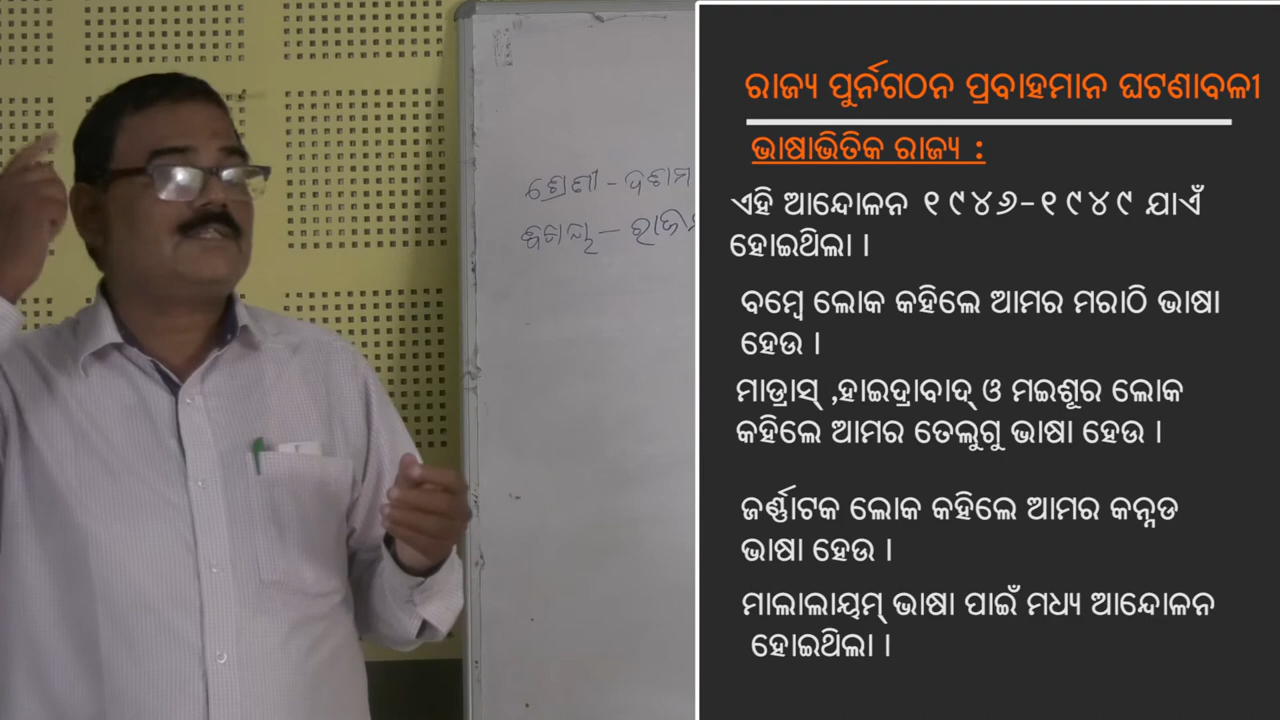 ଶ୍ରେଣୀ - ଦଶମ
ରାଜ୍ୟ ପୁର୍ନଗଠନ ପ୍ରବାହମାନ ଘଟଣାବଳୀ
ଭାଷାଭିତିକ ରାଜ୍ୟ :
ଏହି ଆନ୍ଦୋଳନ ୧୯୪୬-୧୯୪୯ ଯାଏଁ
ହୋଇଥିଲା ।
ବମ୍ବେ ଲୋକ କହିଲେ ଆମର ମରାଠି ଭାଷା
ହେଉ ।
ମାଡ୍ରାସ୍ ,ହାଇଦ୍ରାବାଦ୍ ଓ ମଇଶୂର ଲୋକ
କହିଲେ ଆମର ତେଲୁଗୁ ଭାଷା ହେଉ ।
ଜର୍ଣ୍ଣାଟକ ଲୋକ କହିଲେ ଆମର କନ୍ନଡ
ଭାଷା ହେଉ ।
ମାଲାଲାୟମ୍ ଭାଷା ପାଇଁ ମଧ୍ୟ ଆନ୍ଦୋଳନ
ହୋଇଥିଲା ।